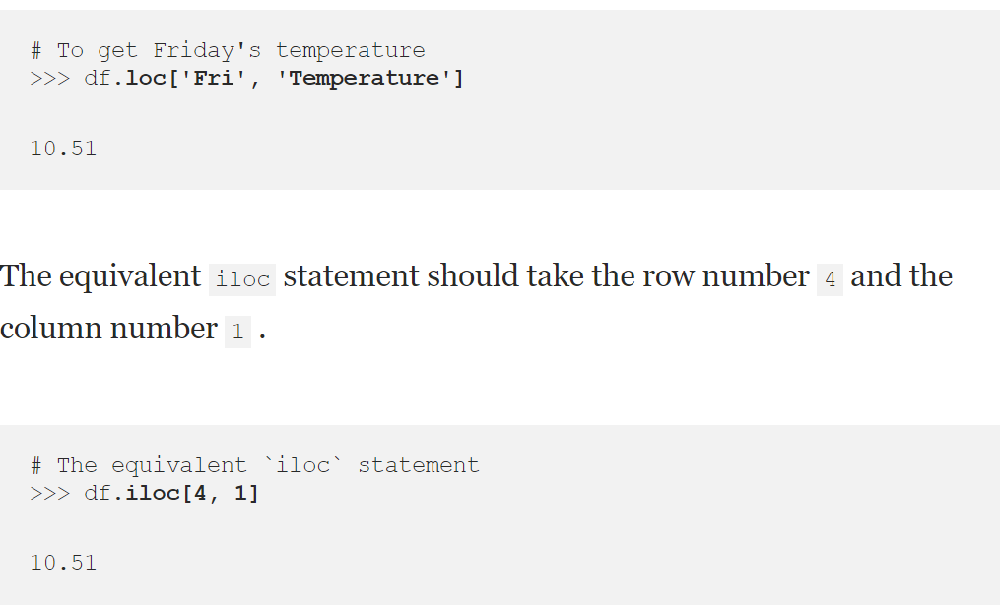 # To get Friday's temperature
>>> df.loc['Fri', 'Temperature']
10.51
The equivalent iloc statement should take the row number 4 and the
column number 1 .
# The equivalent `iloc` statement
>>> df.iloc[4, 1]
10.51